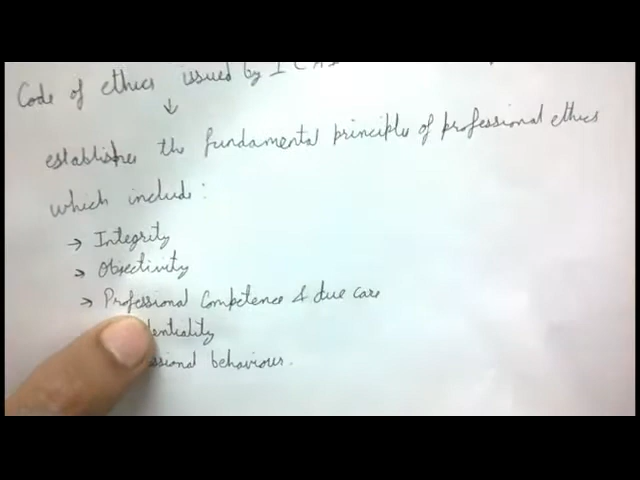 Code of ethics issued by ICAI
establishes the fundamental principle of professional ethics
which include:
→ Integrity
→ Objectivity
→ Professional Competence & due care
dentiality
ssional behaviour.